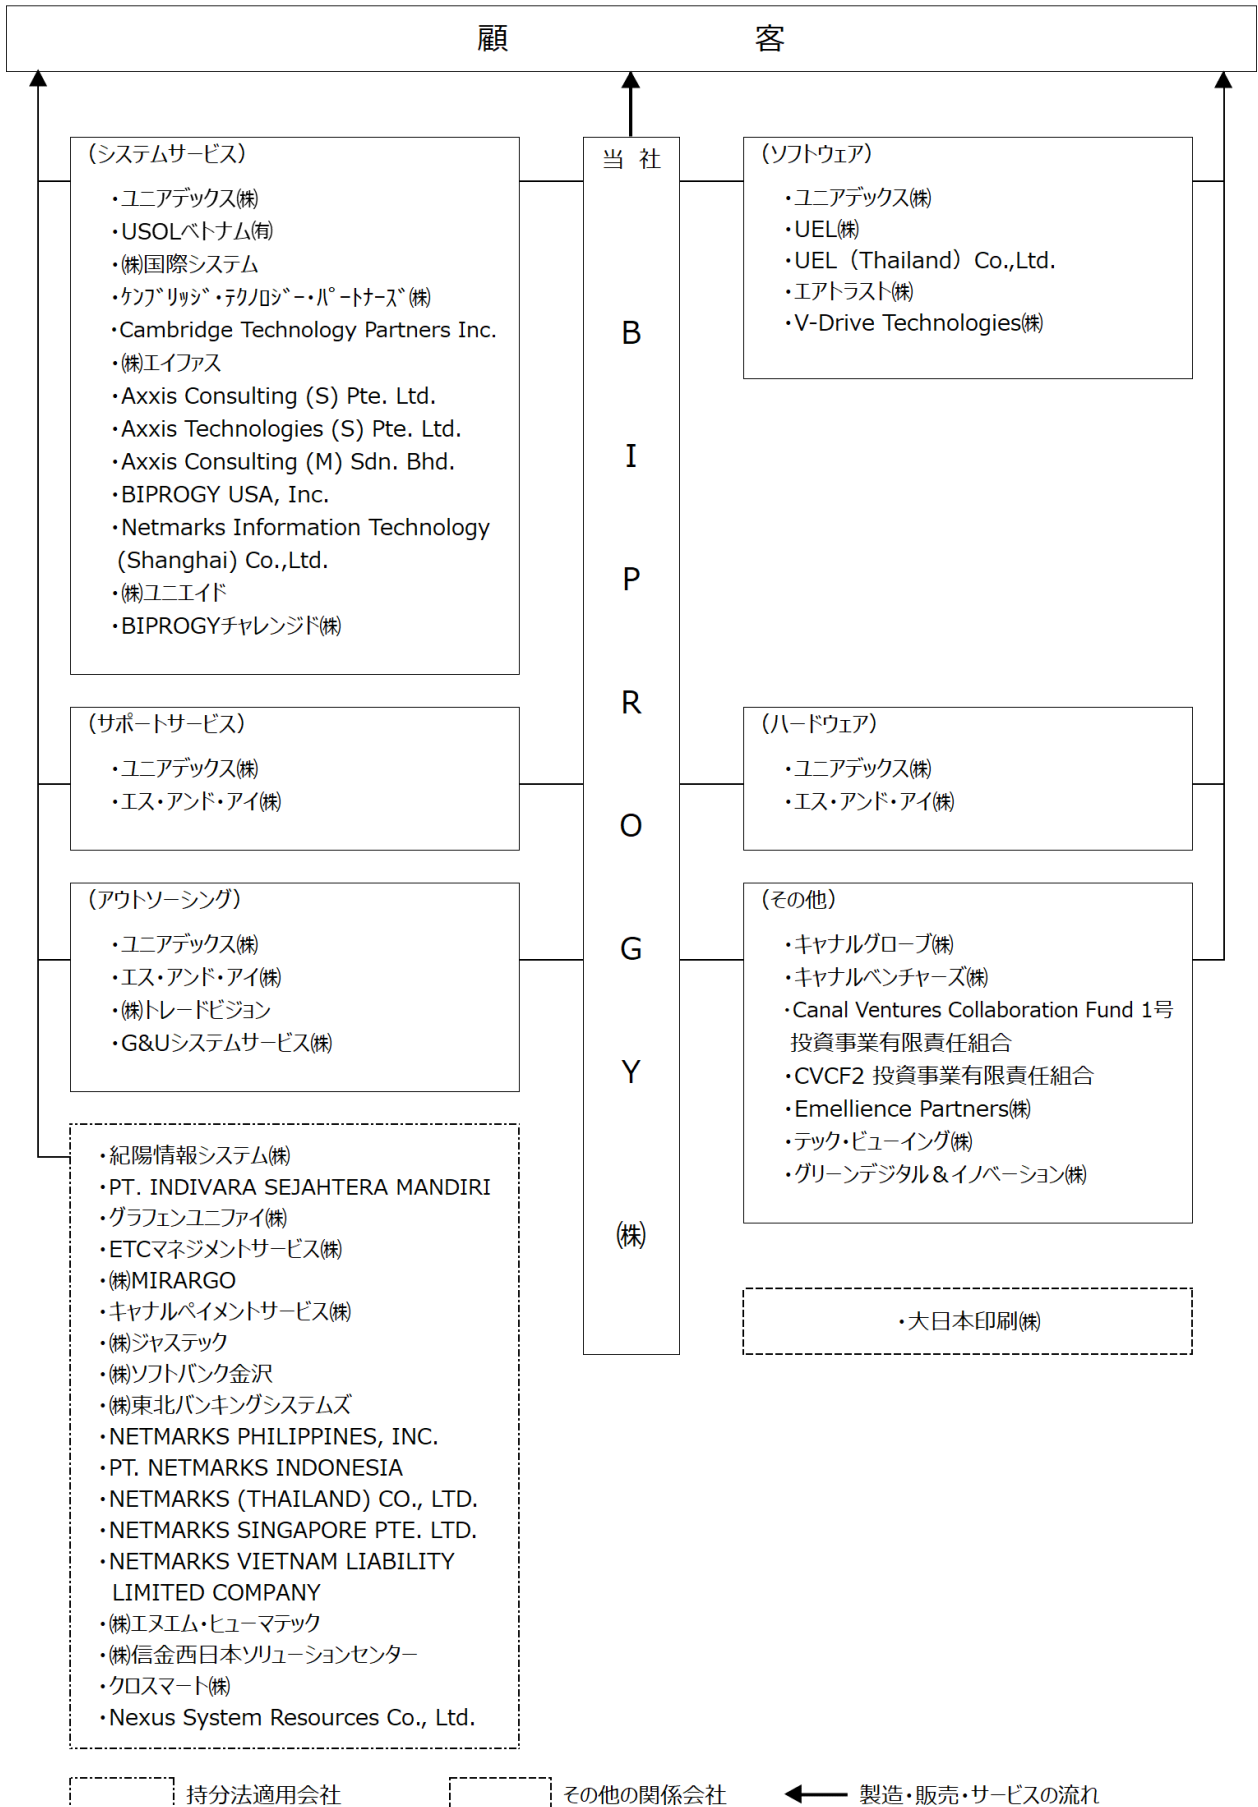 顧客
(システムサービス)
・ユニアデックス㈱
・USOLベトナム㈲
・㈱国際システム
・ｹﾝﾌﾞﾘｯｼﾞ・ﾃｸﾉﾛｼﾞｰ・ﾊﾟｰﾄﾅｰｽﾞ㈱
・Cambridge Technology Partners Inc.
・㈱エイファス
・Axxis Consulting (S) Pte. Ltd.
・Axxis Technologies (S) Pte. Ltd.
・Axxis Consulting (M) Sdn. Bhd.
・BIPROGY USA, Inc.
・Netmarks Information Technology
(Shanghai) Co.,Ltd.
・㈱ユニエイド
・BIPROGYチャレンジド㈱
(サポートサービス)
・ユニアデックス㈱
・エス・アンド・アイ㈱
(アウトソーシング)
・ユニアデックス㈱
・エス・アンド・アイ㈱
・㈱トレードビジョン
・G&Uシステムサービス㈱
・紀陽情報システム㈱
・PT. INDIVARA SEJAHTERA MANDIRI
・グラフェンユニファイ㈱
・ETCマネジメントサービス㈱
・㈱MIRARGO
・キャナルペイメントサービス㈱
・㈱ジャステック
・㈱ソフトバンク金沢
・㈱東北バンキングシステムズ
・NETMARKS PHILIPPINES, INC.
・PT. NETMARKS INDONESIA
・NETMARKS (THAILAND) CO., LTD.
・NETMARKS SINGAPORE PTE. LTD.
・NETMARKS VIETNAM LIABILITY
LIMITED COMPANY
・㈱エヌエム・ヒューマテック
・㈱信金西日本ソリューションセンター
・クロスマート㈱
・Nexus System Resources Co., Ltd.
当社
BIPROGY㈱
(ソフトウェア)
・ユニアデックス㈱
・UEL㈱
・UEL（Thailand）Co.,Ltd.
・エアトラスト㈱
・V-Drive Technologies㈱
(ハードウェア)
・ユニアデックス㈱
・エス・アンド・アイ㈱
(その他)
・キャナルグローブ㈱
・キャナルベンチャーズ㈱
・Canal Ventures Collaboration Fund 1号
投資事業有限責任組合
・CVCF2 投資事業有限責任組合
・Emellience Partners㈱
・テック・ビューイング㈱
・グリーンデジタル＆イノベーション㈱
・大日本印刷㈱
持分法適用会社
その他の関係会社
製造・販売・サービスの流れ